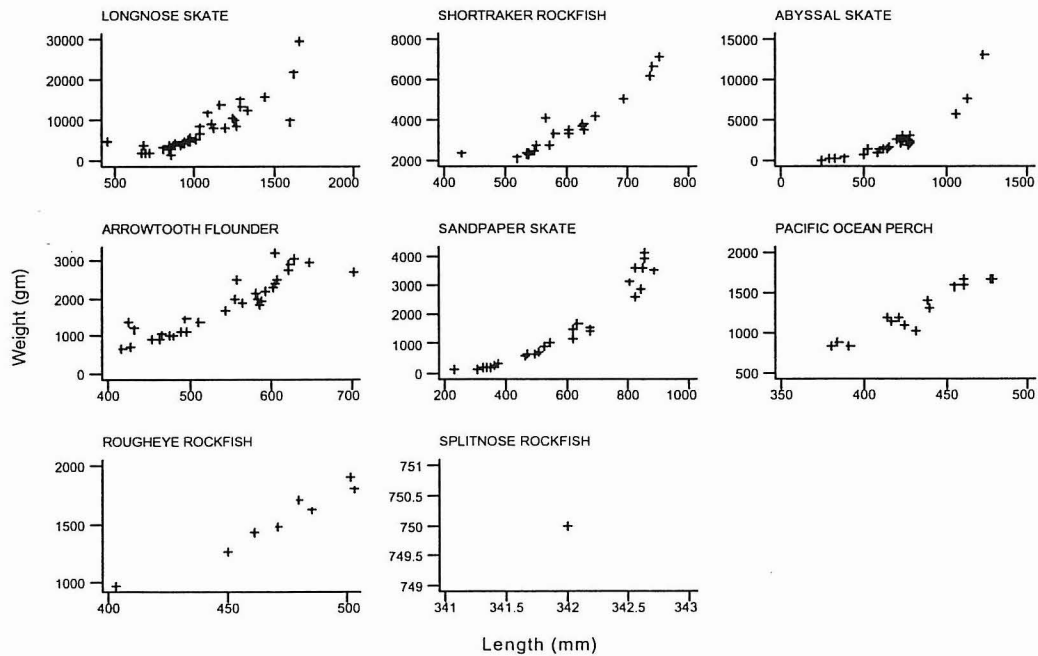 LONGNOSE SKATE
30000
20000
10000
0
500 1000 1500 2000
SHORTRAKER ROCKFISH
8000
6000
4000
2000
400 500 600 700 800
ABYSSAL SKATE
15000
10000
5000
0
0 500 1000 1500
Weight (gm)
ARROWTOOTH FLOUNDER
3000
2000
1000
0
400 500 600 700
SANDPAPER SKATE
4000
3000
2000
1000
0
200 400 600 800 1000
PACIFIC OCEAN PERCH
2000
1500
1000
500
350 400 450 500
ROUGHEYE ROCKFISH
2000
1500
1000
400 450 500
SPLITNOSE ROCKFISH
751
750.5
750
749.5
749
341 341.5 342 342.5 343
Length (mm)